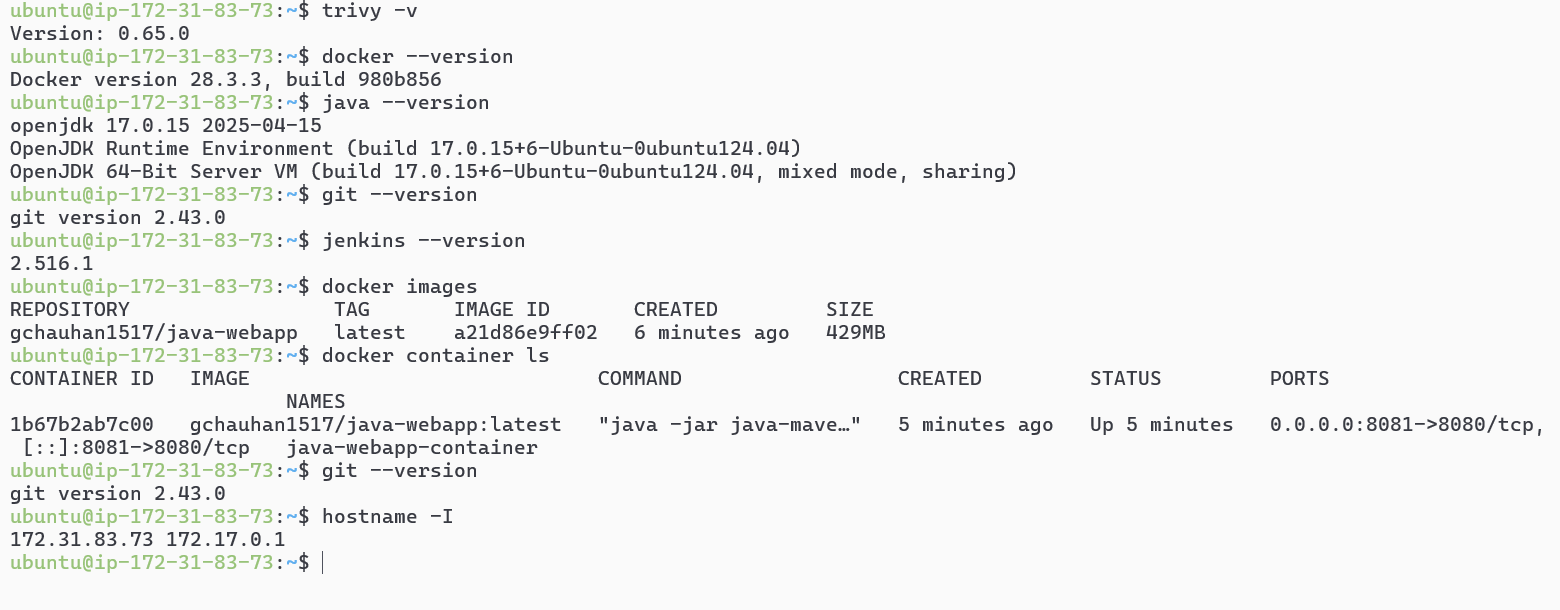 ubuntu@ip-172-31-83-73:~$ trivy -v
Version: 0.65.0
ubuntu@ip-172-31-83-73:~$ docker --version
Docker version 28.3.3, build 980b856
ubuntu@ip-172-31-83-73:~$ java --version
openjdk 17.0.15 2025-04-15
OpenJDK Runtime Environment (build 17.0.15+6-Ubuntu-0ubuntu124.04)
OpenJDK 64-Bit Server VM (build 17.0.15+6-Ubuntu-0ubuntu124.04, mixed mode, sharing)
ubuntu@ip-172-31-83-73:~$ git --version
git version 2.43.0
ubuntu@ip-172-31-83-73:~$ jenkins --version
2.516.1
ubuntu@ip-172-31-83-73:~$ docker images
REPOSITORY                 TAG       IMAGE ID       CREATED         SIZE
gchauhan1517/java-webapp   latest    a21d86e9ff02   6 minutes ago   429MB
ubuntu@ip-172-31-83-73:~$ docker container ls
CONTAINER ID   IMAGE                             COMMAND                  CREATED         STATUS         PORTS
                       NAMES
1b67b2ab7c00   gchauhan1517/java-webapp:latest   "java -jar java-mave…"   5 minutes ago   Up 5 minutes   0.0.0.0:8081->8080/tcp,
 [::]:8081->8080/tcp   java-webapp-container
ubuntu@ip-172-31-83-73:~$ git --version
git version 2.43.0
ubuntu@ip-172-31-83-73:~$ hostname -I
172.31.83.73 172.17.0.1
ubuntu@ip-172-31-83-73:~$